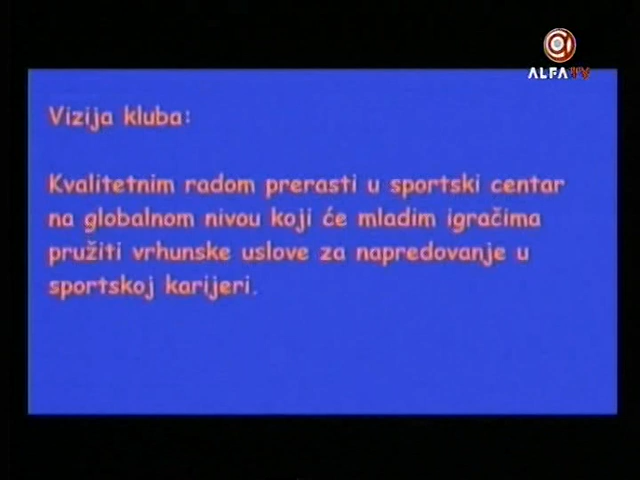 ALFA TV
Vizija kluba:
Kvalitetnim radom prerasti u sportski centar
na globalnom nivou koji će mladim igračima
pružiti vrhunske uslove za napredovanje u
sportskoj karijeri.